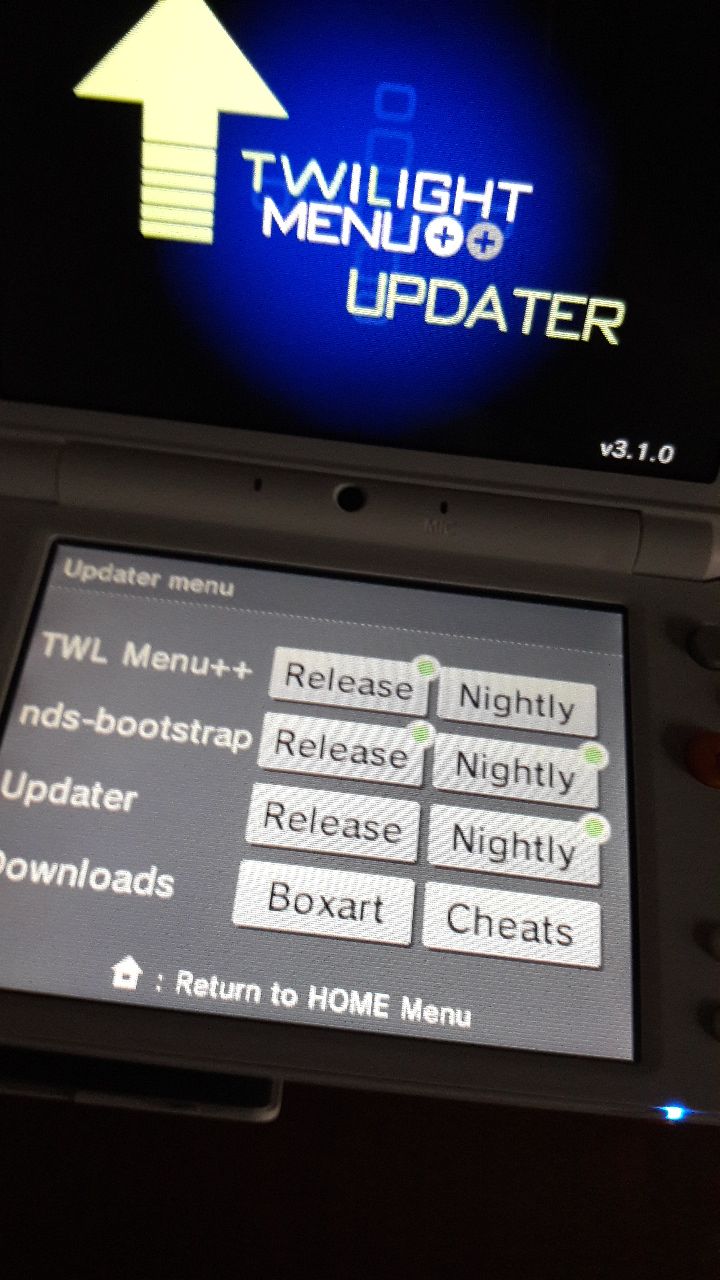 TWILIGHT
MENU++
UPDATER
v3.1.0
MIC
Updater menu
TWL Menu++ Release Nightly
nds-bootstrap Release Nightly
Updater Release Nightly
Downloads Boxart Cheats
: Return to HOME Menu